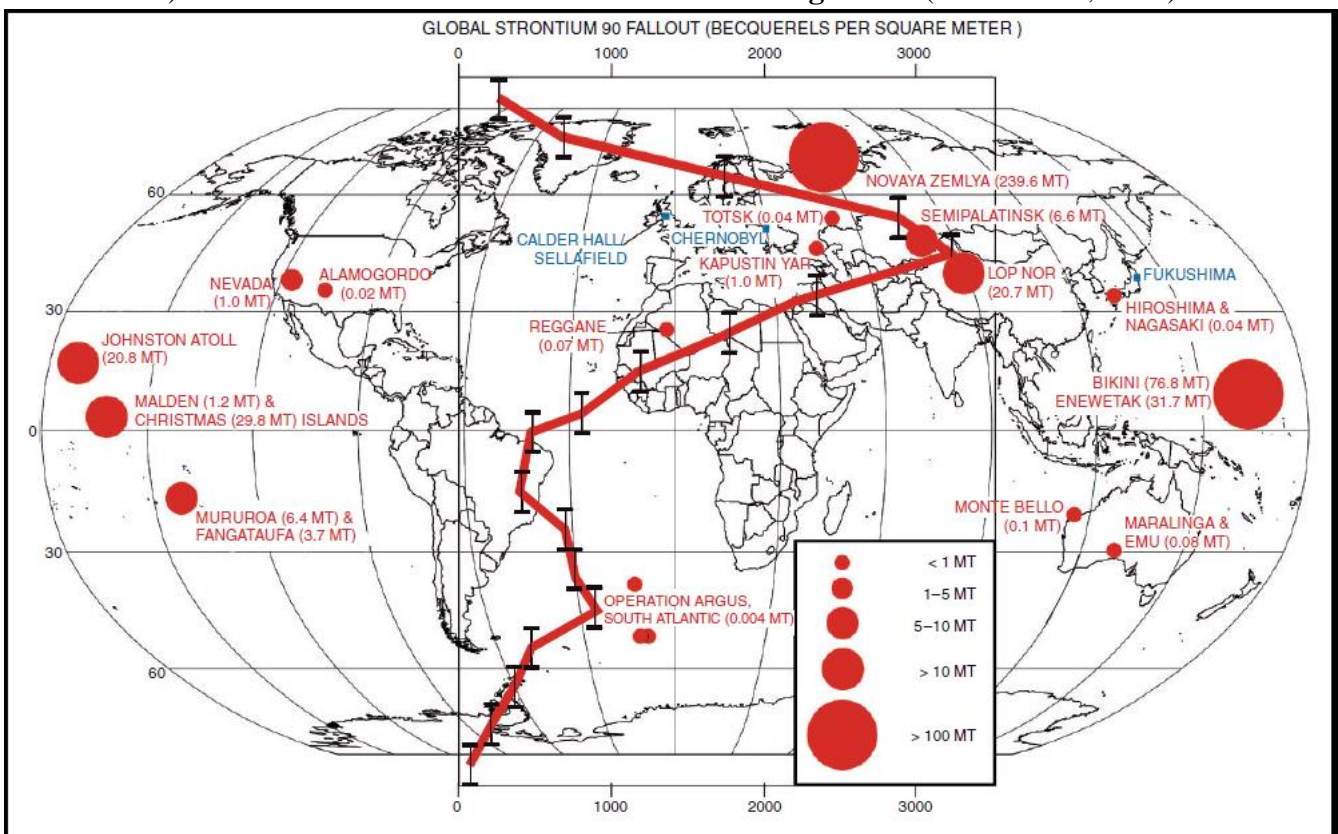 GLOBAL STRONTIUM 90 FALLOUT (BECQUERELS PER SQUARE METER )
0 1000 2000 3000
60
NOVAYA ZEMLYA (239.6 MT)
TOTSK (0.04 MT)
SEMIPALATINSK (6.6 MT)
CALDER HALL/
SELLAFIELD
CHERNOBYL
KAPUSTIN YAR
(1.0 MT)
NEVADA
(1.0 MT)
ALAMOGORDO
(0.02 MT)
LOP NOR
(20.7 MT)
FUKUSHIMA
HIROSHIMA &
NAGASAKI (0.04 MT)
30
REGGANE
(0.07 MT)
JOHNSTON ATOLL
(20.8 MT)
BIKINI (76.8 MT)
ENEWETAK (31.7 MT)
MALDEN (1.2 MT) &
CHRISTMAS (29.8 MT) ISLANDS
0
MURUROA (6.4 MT) &
FANGATAUFA (3.7 MT)
MONTE BELLO
(0.1 MT)
MARALINGA &
EMU (0.08 MT)
30
OPERATION ARGUS,
SOUTH ATLANTIC (0.004 MT)
60
< 1 MT
1–5 MT
5–10 MT
> 10 MT
> 100 MT
0 1000 2000 3000